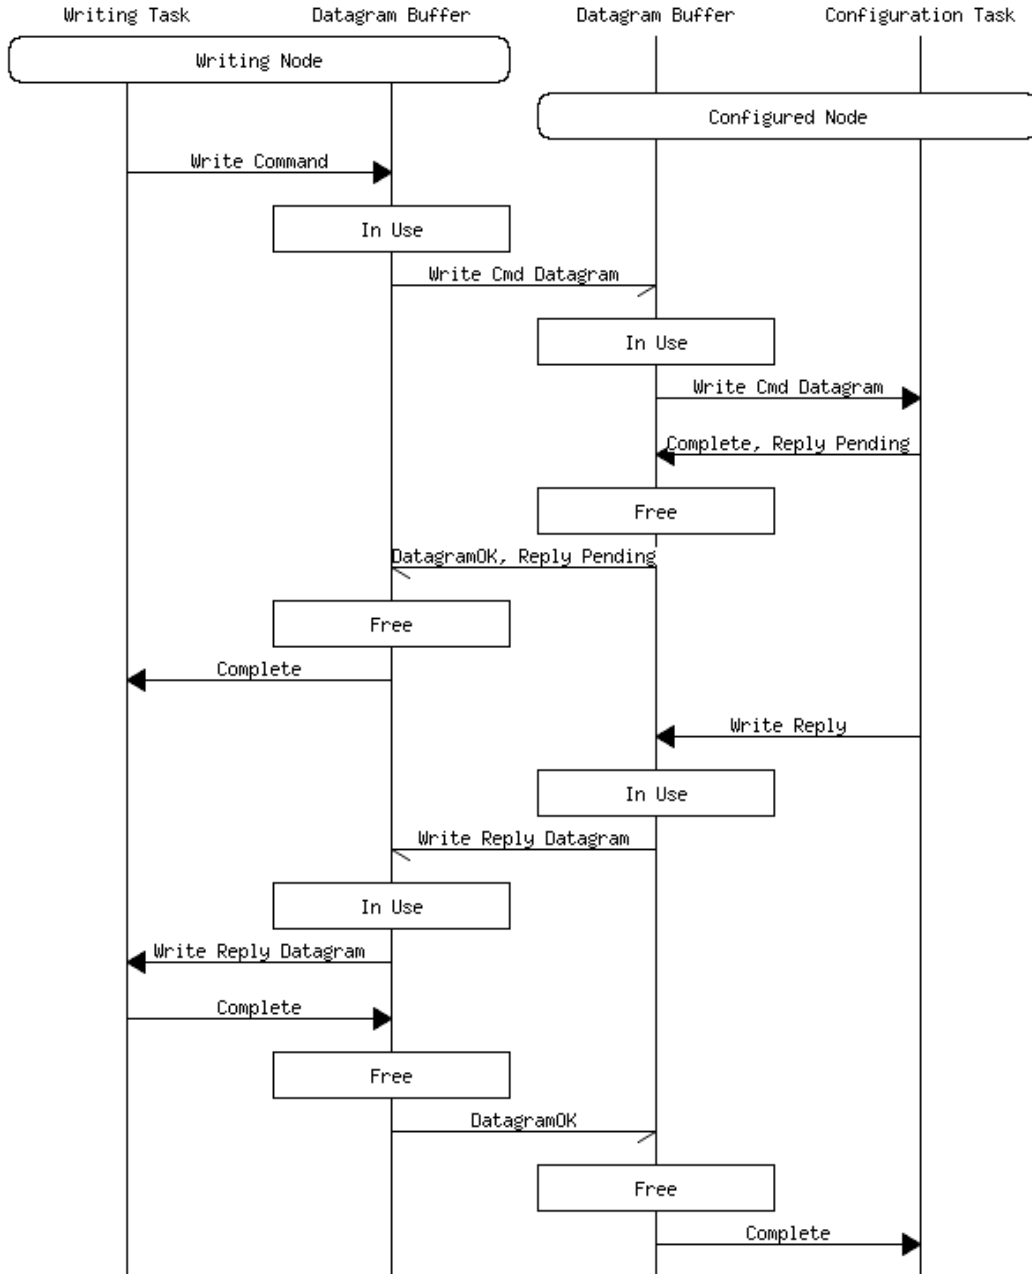 Writing Task
Datagram Buffer
Datagram Buffer
Configuration Task
Writing Node
Configured Node
Write Command
In Use
Write Cmd Datagram
In Use
Write Cmd Datagram
Complete, Reply Pending
Free
DatagramOK, Reply Pending
Free
Complete
Write Reply
In Use
Write Reply Datagram
In Use
Write Reply Datagram
Complete
Free
DatagramOK
Free
Complete